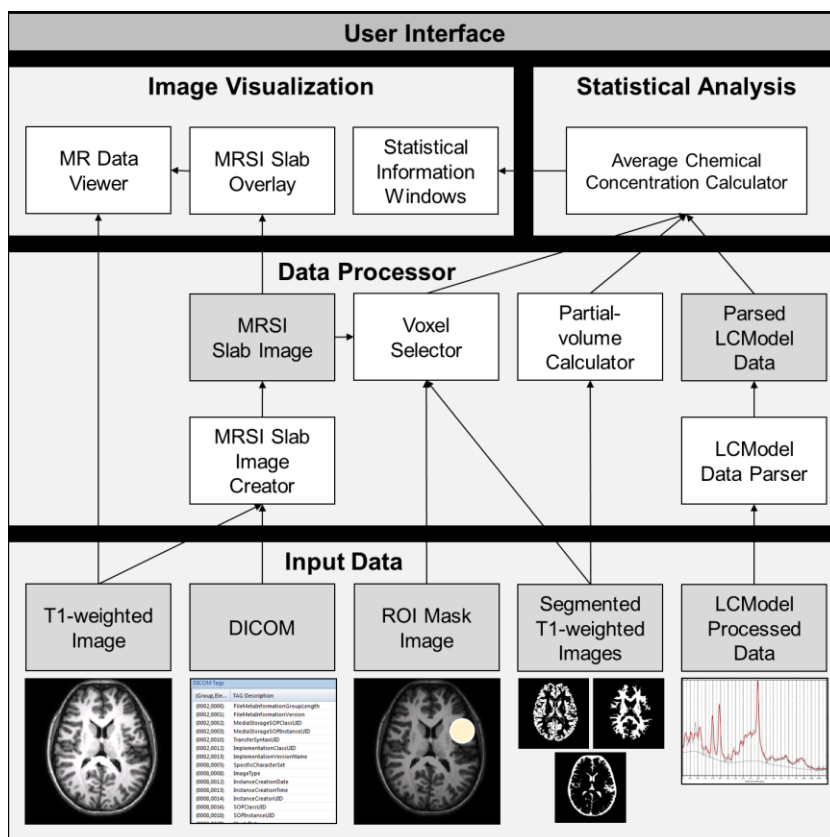 User Interface
Image Visualization
Statistical Analysis
MR Data
Viewer
MRSI Slab
Overlay
Statistical
Information
Windows
Average Chemical
Concentration Calculator
Data Processor
MRSI
Slab Image
Voxel
Selector
Partial-
volume
Calculator
Parsed
LCModel
Data
MRSI Slab
Image
Creator
LCModel
Data Parser
Input Data
T1-weighted
Image
DICOM
ROI Mask
Image
Segmented
T1-weighted
Images
LCModel
Processed
Data
DICOM Tags
(Group,Ele... TAG Description
(0002,0000) FileMetaInformationGroupLength
(0002,0001) FileMetaInformationVersion
(0002,0002) MediaStorageSOPClassUID
(0002,0003) MediaStorageSOPInstanceUID
(0002,0010) TransferSyntaxUID
(0002,0012) ImplementationClassUID
(0002,0013) ImplementationVersionName
(0008,0005) SpecificCharacterSet
(0008,0008) ImageType
(0008,0012) InstanceCreationDate
(0008,0013) InstanceCreationTime
(0008,0014) InstanceCreatorUID
(0008,0016) SOPClassUID
(0008,0018) SOPInstanceUID